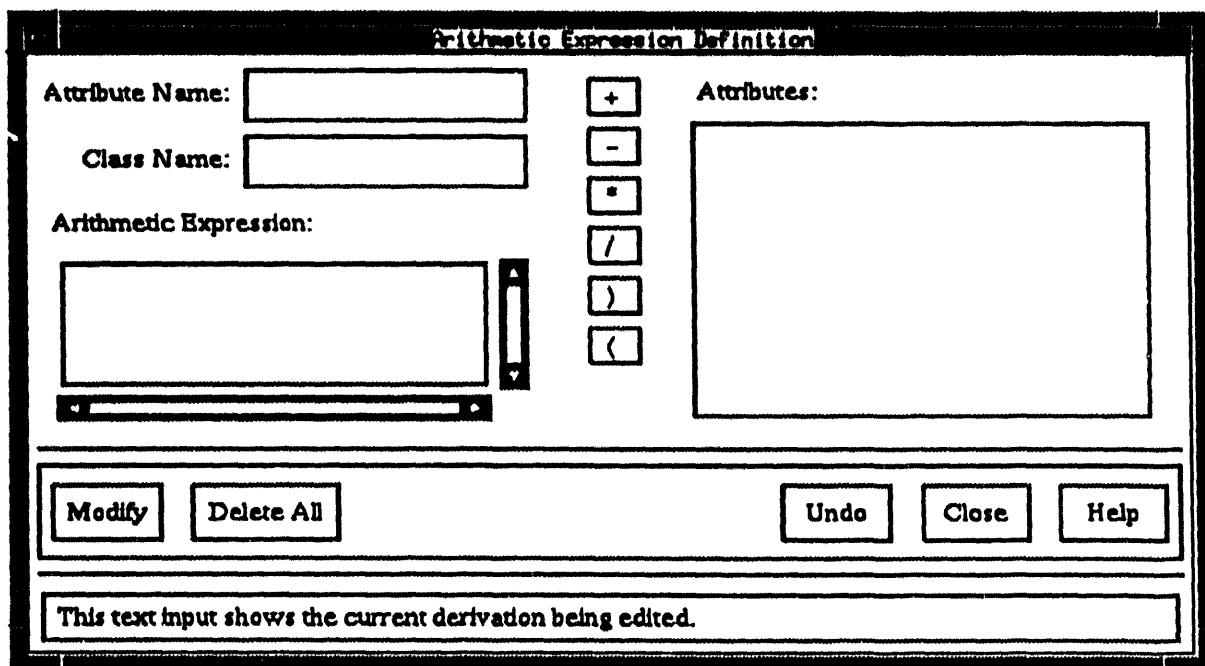 Arithmetic Expression Definition
Attribute Name:
Class Name:
Arithmetic Expression:
+
-
*
/
)
(
Attributes:
Modify
Delete All
Undo
Close
Help
This text input shows the current derivation being edited.